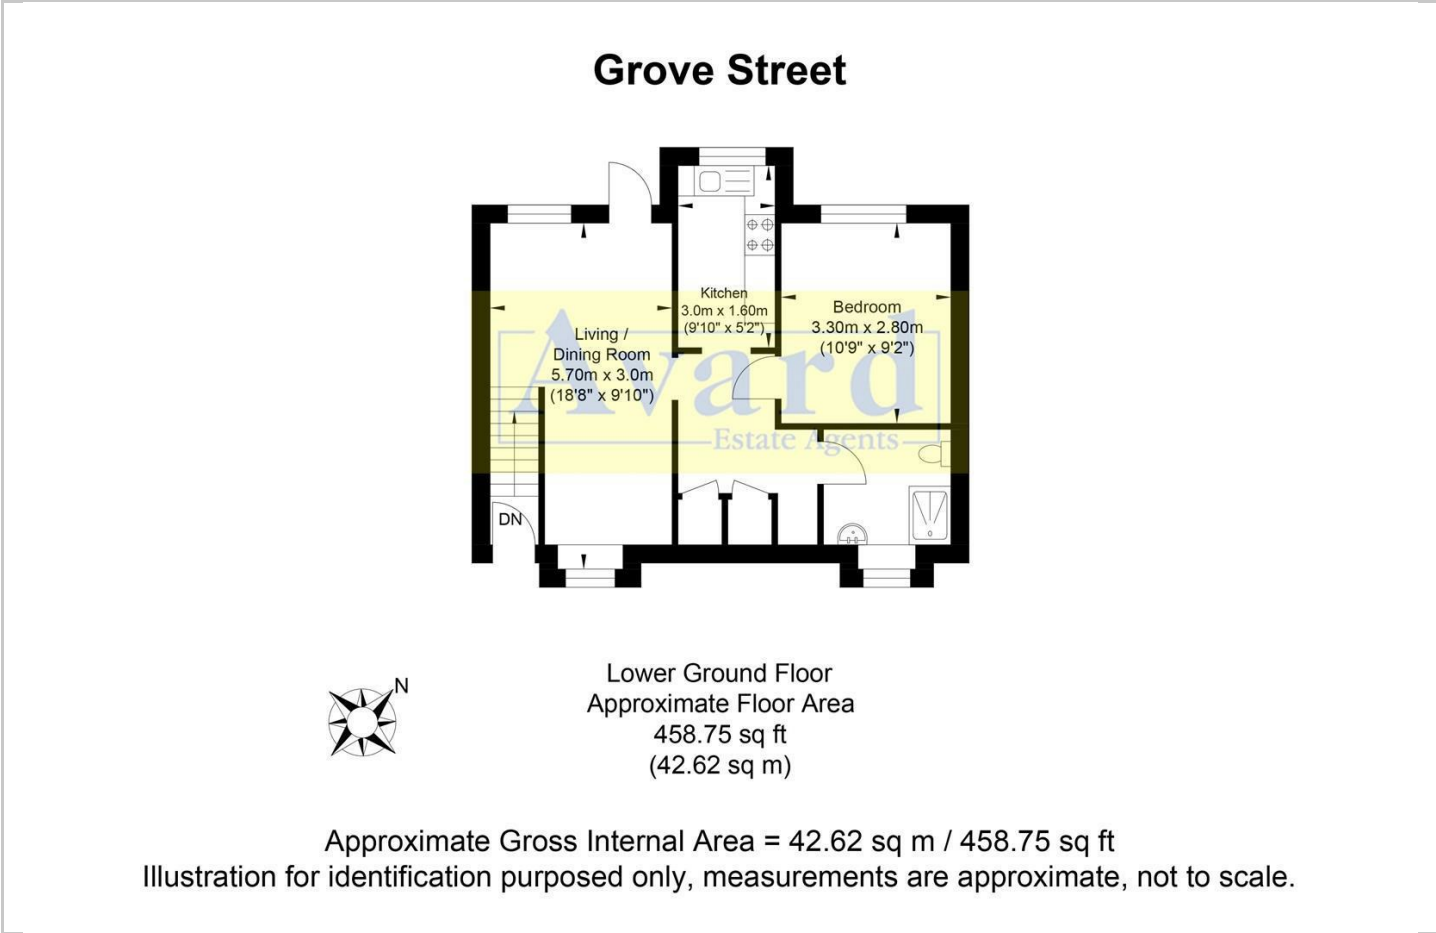 Grove Street
Kitchen
3.0m x 1.60m
(9'10" x 5'2")
Bedroom
3.30m x 2.80m
(10'9" x 9'2")
Living /
Dining Room
5.70m x 3.0m
(18'8" x 9'10")
Avard
Estate Agents
DN
N
Lower Ground Floor
Approximate Floor Area
458.75 sq ft
(42.62 sq m)
Approximate Gross Internal Area = 42.62 sq m / 458.75 sq ft
Illustration for identification purposed only, measurements are approximate, not to scale.